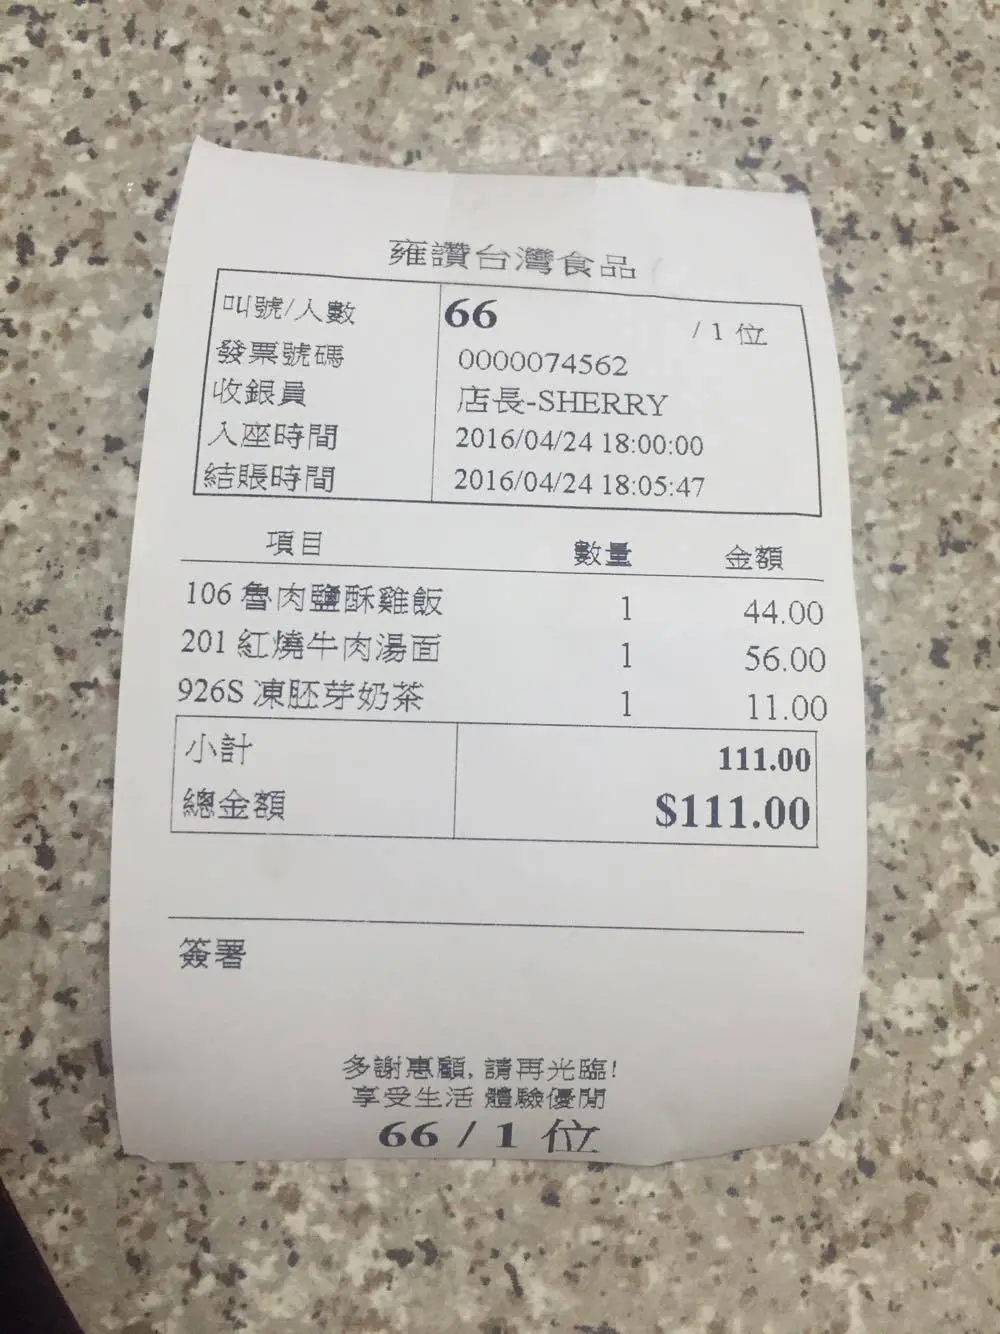 雍讚台灣食品
叫號/人數 66 / 1 位
發票號碼 0000074562
收銀員 店長-SHERRY
入座時間 2016/04/24 18:00:00
結賬時間 2016/04/24 18:05:47
項目 數量 金額
106 魯肉鹽酥雞飯 1 44.00
201 紅燒牛肉湯面 1 56.00
926S 凍胚芽奶茶 1 11.00
小計 111.00
總金額 $111.00
簽署
多謝惠顧, 請再光臨!
享受生活 體驗優閒
66 / 1 位